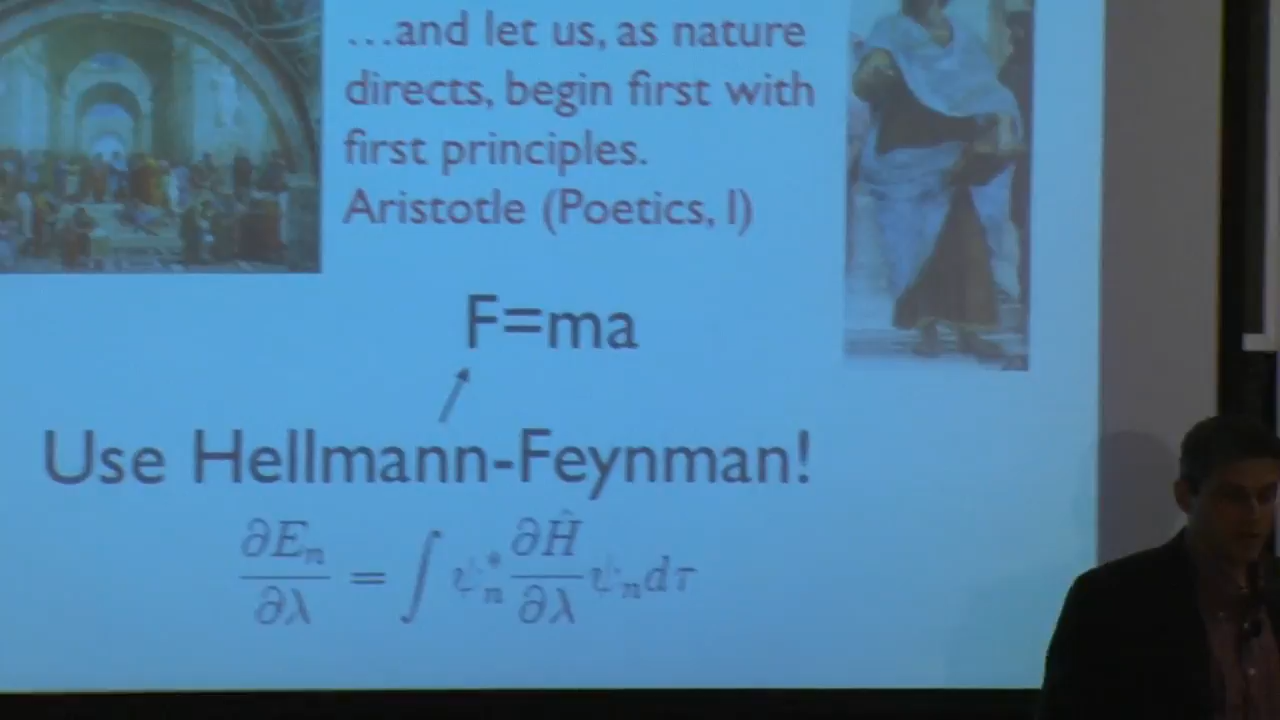 ...and let us, as nature
directs, begin first with
first principles.
Aristotle (Poetics, I)
F=ma
Use Hellmann-Feynman!
∂Eₙ/∂λ = ∫ ψₙ* ∂Ĥ/∂λ ψₙ dτ